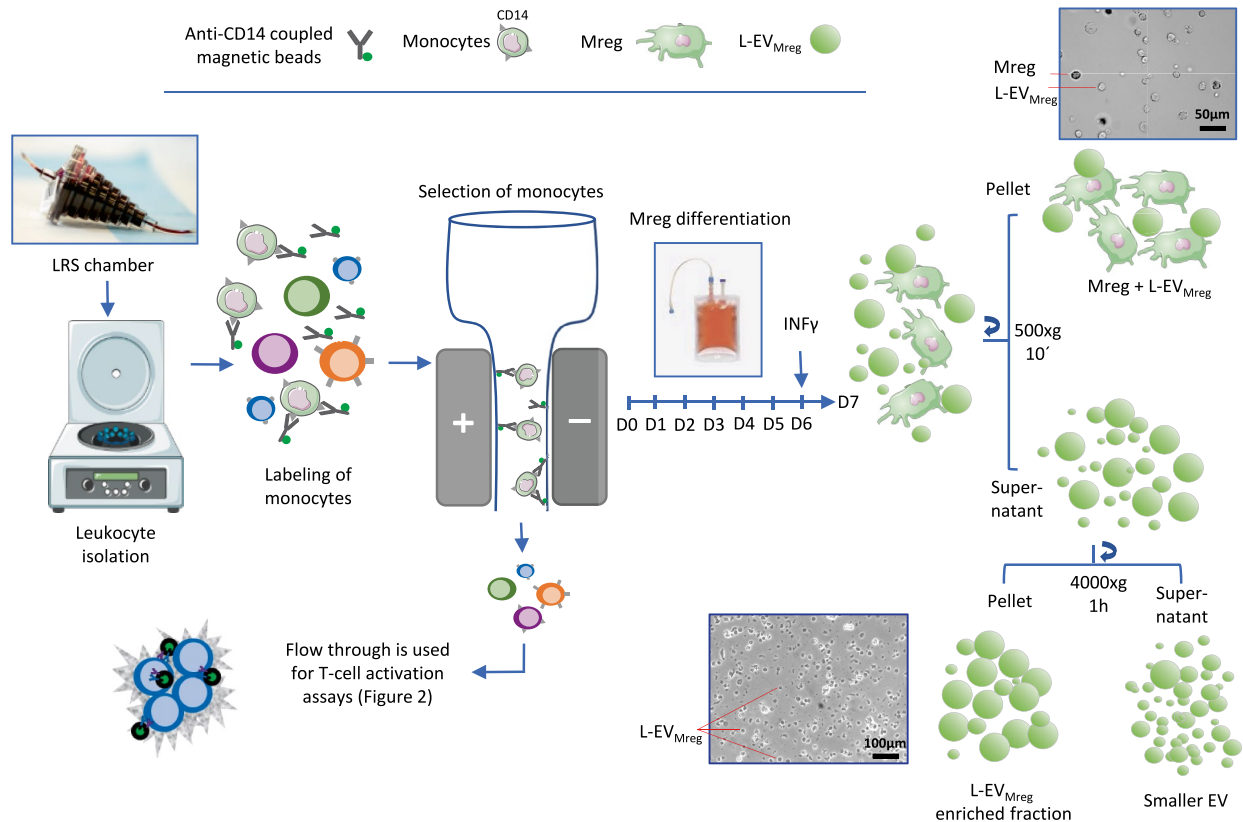 Anti-CD14 coupled
magnetic beads
Monocytes
CD14
Mreg
L-EVMreg
Mreg
L-EVMreg
50µm
LRS chamber
Leukocyte
isolation
Labeling of
monocytes
Selection of monocytes
+
−
Mreg differentiation
INFγ
D0 D1 D2 D3 D4 D5 D6 D7
Pellet
Mreg + L-EVMreg
500xg
10´
Super-
natant
4000xg
1h
Pellet
Super-
natant
Flow through is used
for T-cell activation
assays (Figure 2)
L-EVMreg
100µm
L-EVMreg
enriched fraction
Smaller EV